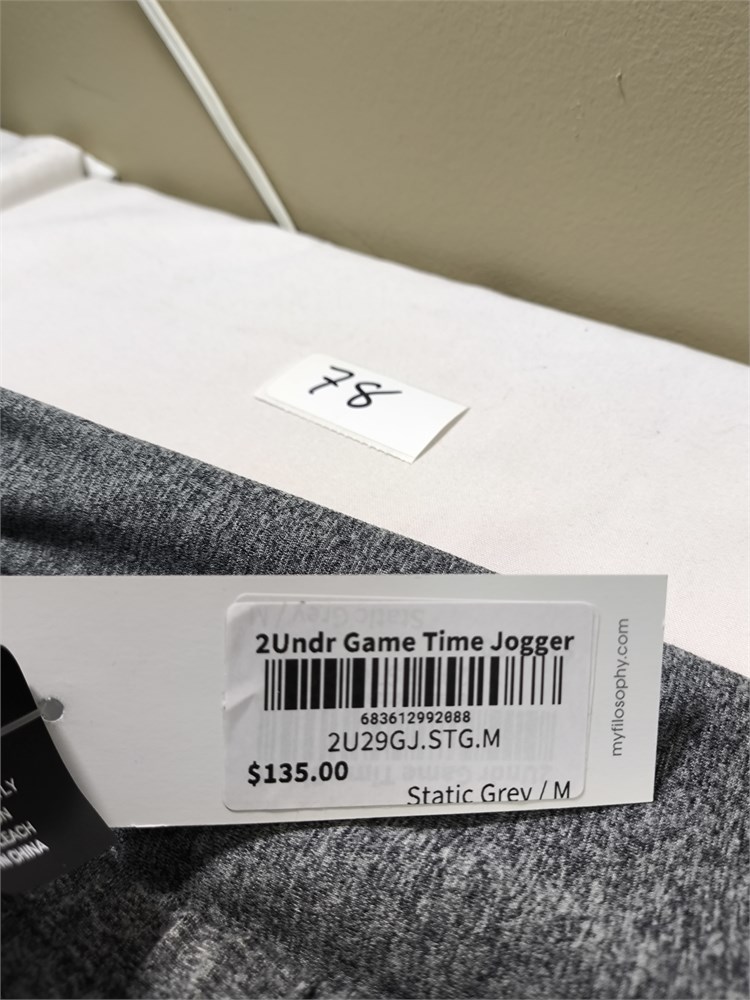 78
2Undr Game Time Jogger
683612992088
2U29GJ.STG.M
$135.00
Static Grey / M
myfilosophy.com